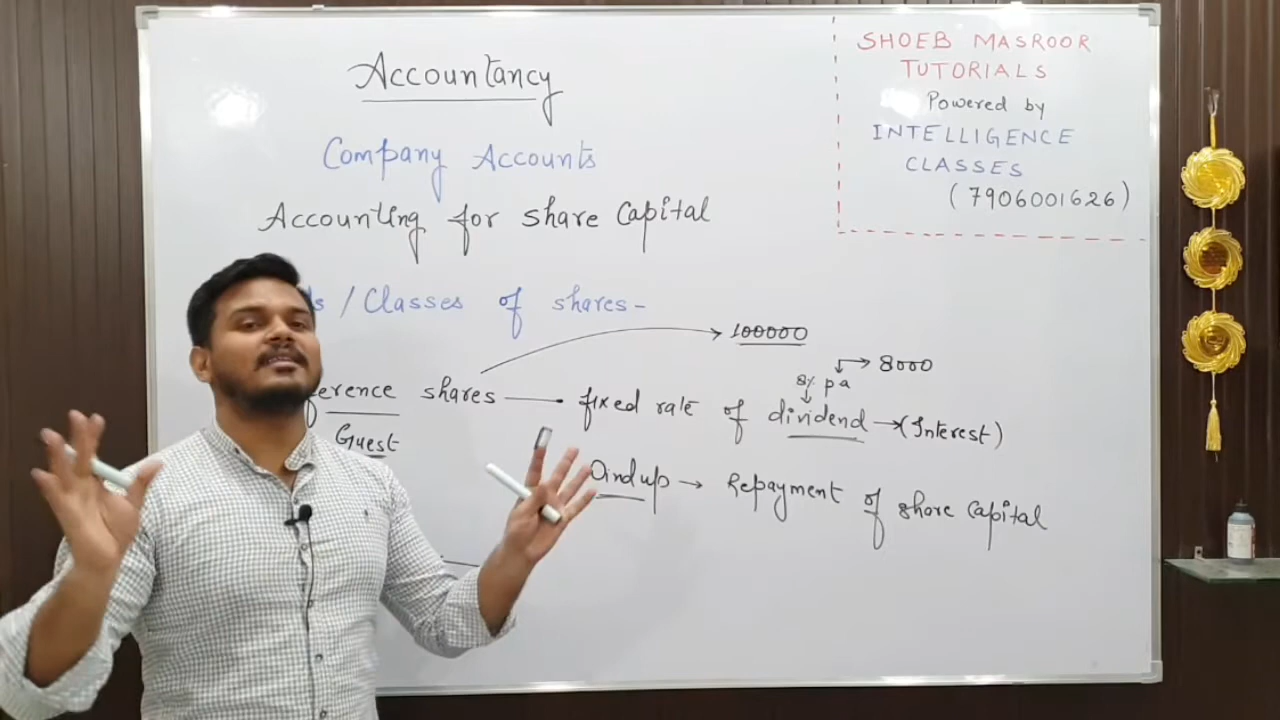 Accountancy
SHOEB MASROOR
TUTORIALS
Powered by
INTELLIGENCE
CLASSES
(7906001626)
Company Accounts
Accounting for share Capital
/ Classes of shares-
100000
8% pa → 8000
erence shares — fixed rate of dividend → (Interest)
Guest
indup → Repayment of share Capital